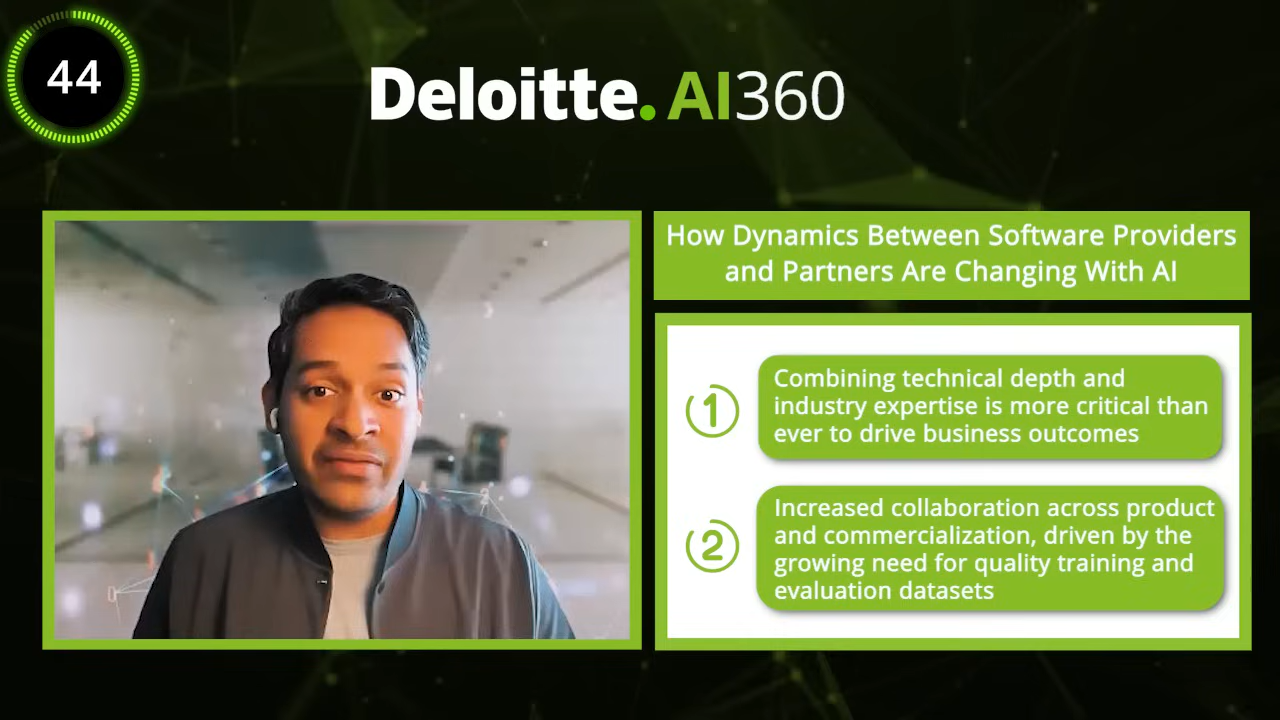 44
Deloitte. AI360
How Dynamics Between Software Providers
and Partners Are Changing With AI
1
Combining technical depth and
industry expertise is more critical than
ever to drive business outcomes
2
Increased collaboration across product
and commercialization, driven by the
growing need for quality training and
evaluation datasets